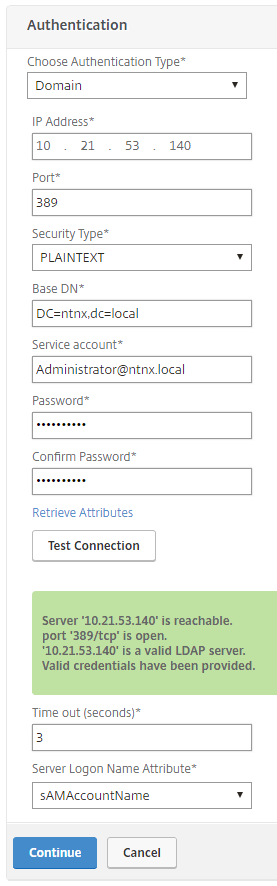 Authentication
Choose Authentication Type*
Domain
IP Address*
10 . 21 . 53 . 140
Port*
389
Security Type*
PLAINTEXT
Base DN*
DC=ntnx,dc=local
Service account*
Administrator@ntnx.local
Password*
••••••••••
Confirm Password*
••••••••••
Retrieve Attributes
Test Connection
Server '10.21.53.140' is reachable.
port '389/tcp' is open.
'10.21.53.140' is a valid LDAP server.
Valid credentials have been provided.
Time out (seconds)*
3
Server Logon Name Attribute*
sAMAccountName
Continue Cancel